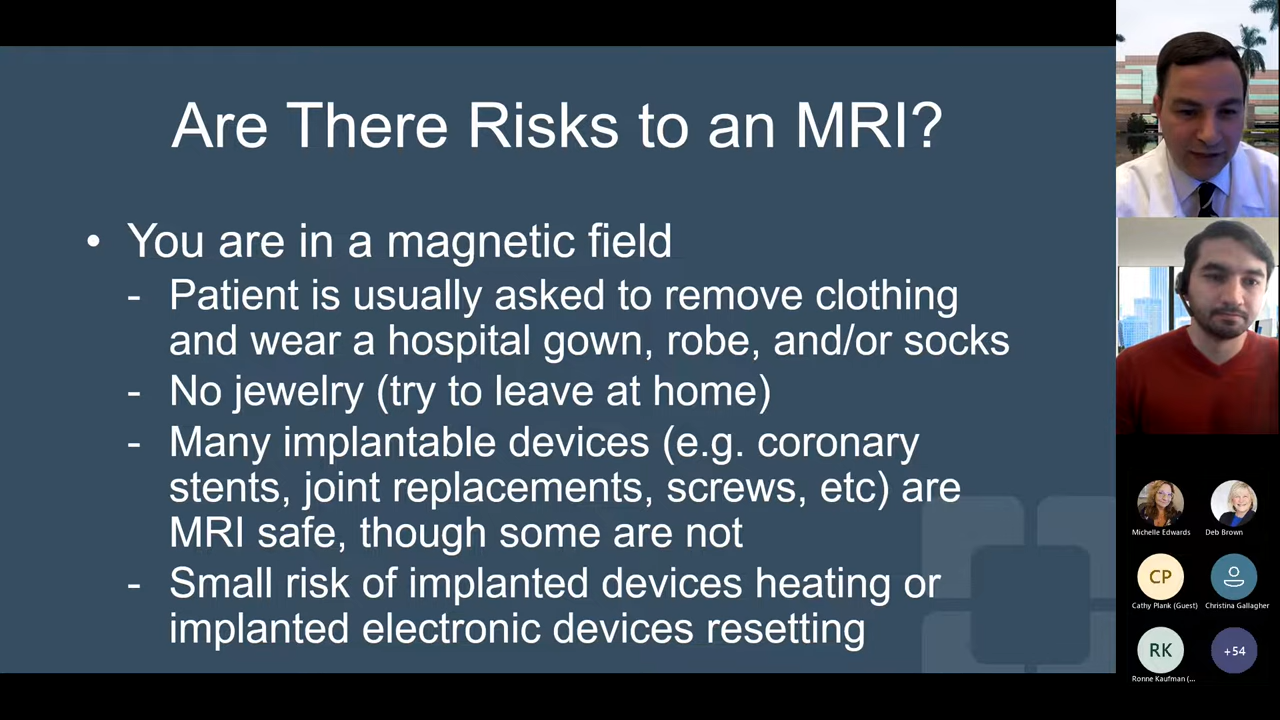 Are There Risks to an MRI?
• You are in a magnetic field
- Patient is usually asked to remove clothing
and wear a hospital gown, robe, and/or socks
- No jewelry (try to leave at home)
- Many implantable devices (e.g. coronary
stents, joint replacements, screws, etc) are
MRI safe, though some are not
- Small risk of implanted devices heating or
implanted electronic devices resetting
Michelle Edwards
Deb Brown
CP
Cathy Plank (Guest)
Christina Gallagher
RK
Ronne Kaufman (...
+54